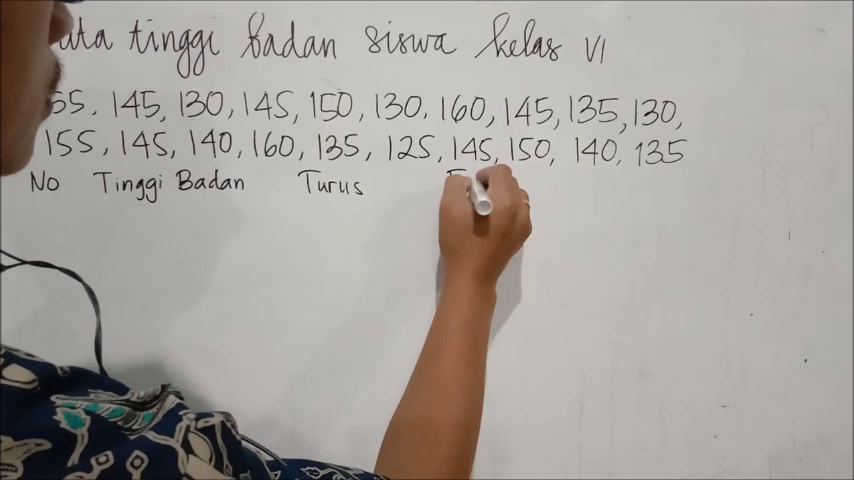 tinggi badan siswa kelas VI
145, 130, 145, 150, 130, 160, 145, 135, 130,
155, 145, 140, 160, 135, 125, 145, 150, 140, 135
No Tinggi Badan Turus